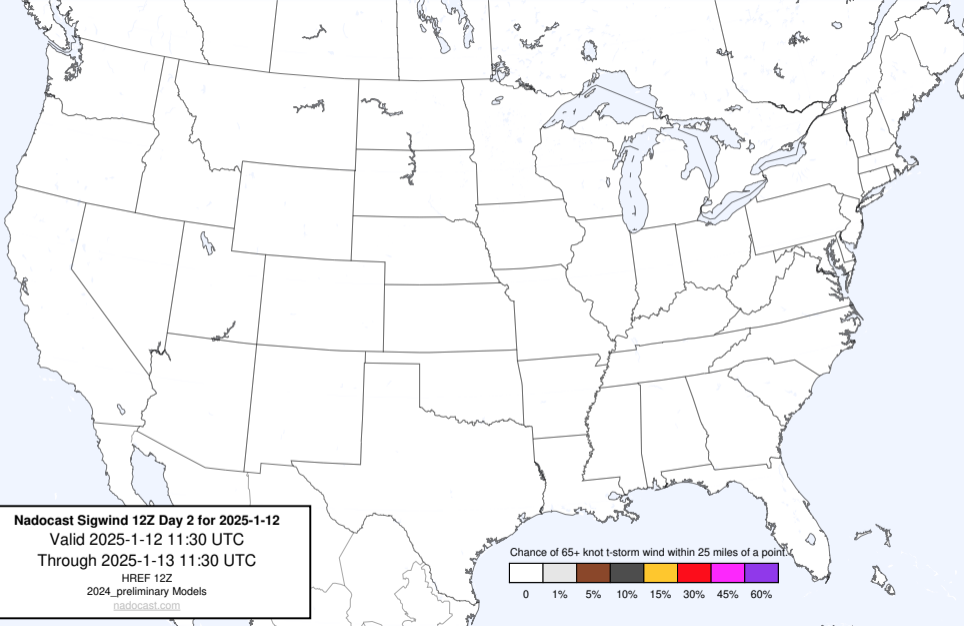 Nadocast Sigwind 12Z Day 2 for 2025-1-12
Valid 2025-1-12 11:30 UTC
Through 2025-1-13 11:30 UTC
HREF 12Z
2024_preliminary Models
nadocast.com
Chance of 65+ knot t-storm wind within 25 miles of a point.
0 1% 5% 10% 15% 30% 45% 60%